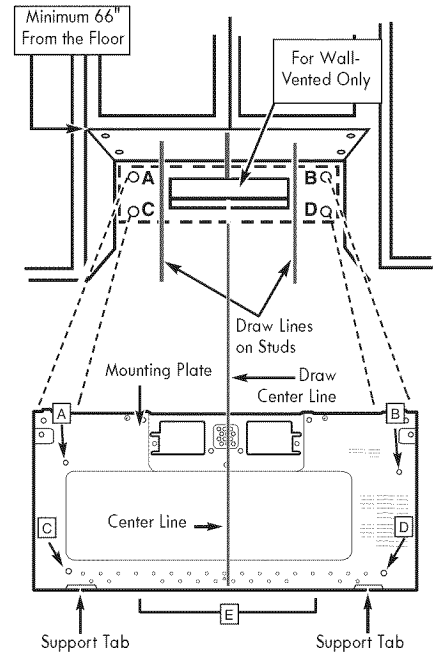 Minimum 66"
From the Floor
For Wall-
Vented Only
A
B
C
D
Draw Lines
on Studs
Mounting Plate
Draw
Center Line
A
B
Center Line
C
D
E
Support Tab
Support Tab